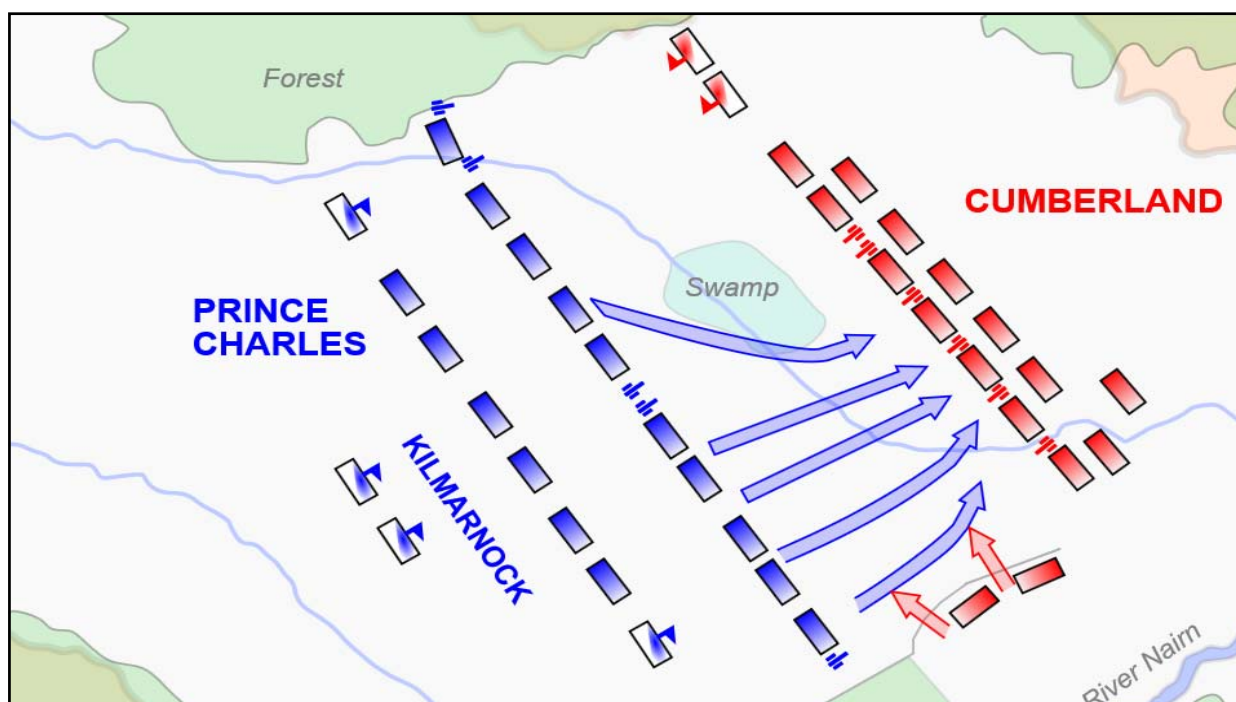 Forest
CUMBERLAND
Swamp
PRINCE
CHARLES
KILMARNOCK
River Nairn